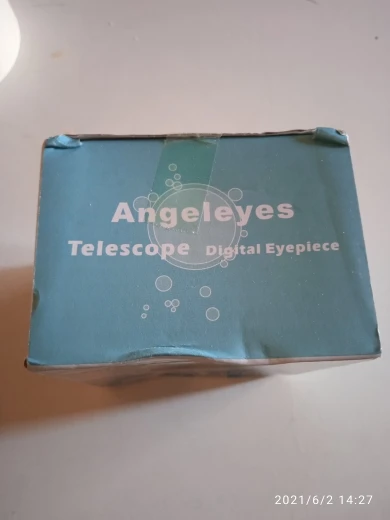 Angeleyes
Telescope Digital Eyepiece
2021/6/2 14:27